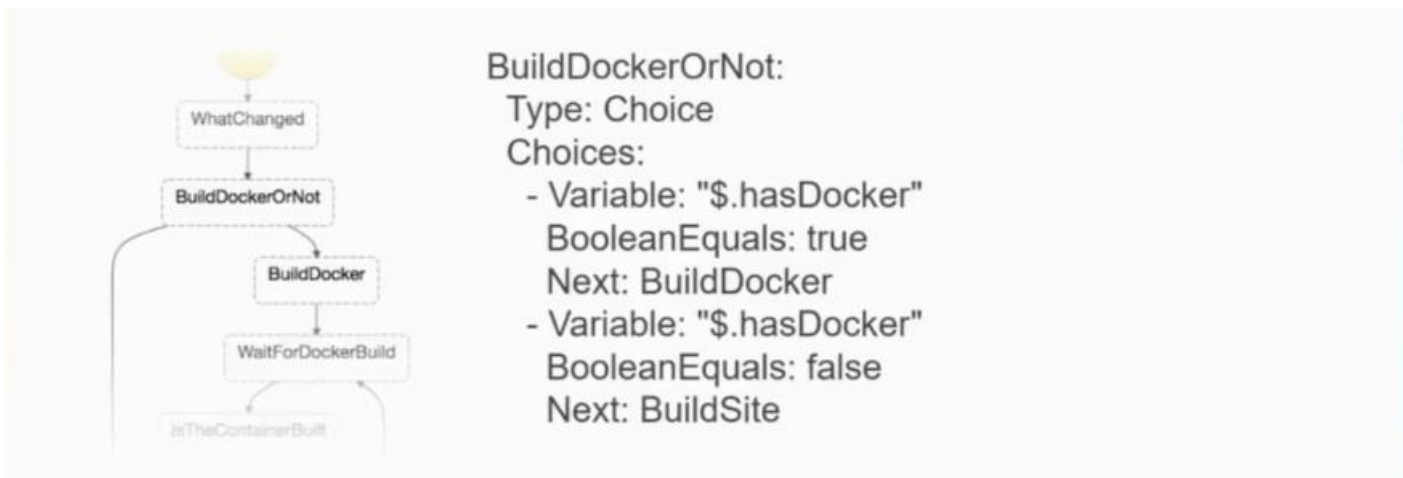 WhatChanged
BuildDockerOrNot
BuildDocker
WaitForDockerBuild
IsTheContainerBuilt
BuildDockerOrNot:
Type: Choice
Choices:
- Variable: "$.hasDocker"
BooleanEquals: true
Next: BuildDocker
- Variable: "$.hasDocker"
BooleanEquals: false
Next: BuildSite